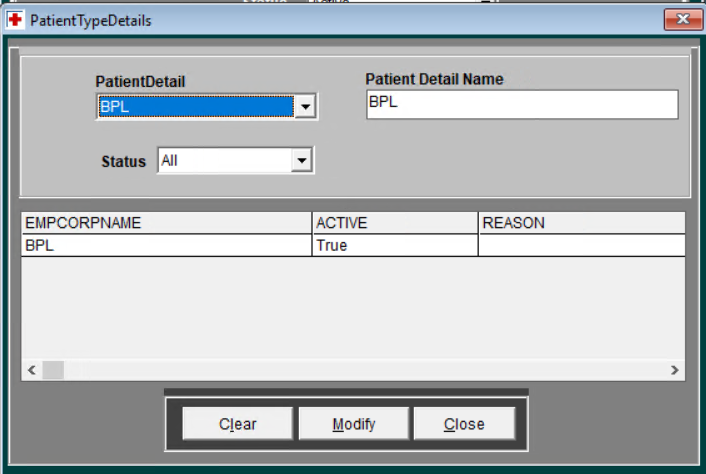 PatientTypeDetails
PatientDetail
Patient Detail Name
BPL
BPL
Status All
EMPCORPNAME ACTIVE REASON
BPL True
Clear Modify Close